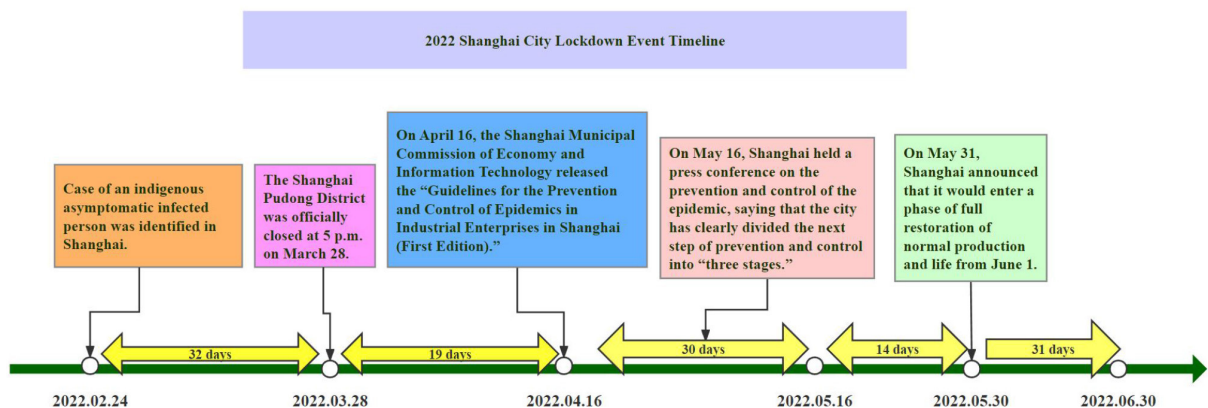 2022 Shanghai City Lockdown Event Timeline
Case of an indigenous
asymptomatic infected
person was identified in
Shanghai.
The Shanghai
Pudong District
was officially
closed at 5 p.m.
on March 28.
On April 16, the Shanghai Municipal
Commission of Economy and
Information Technology released
the “Guidelines for the Prevention
and Control of Epidemics in
Industrial Enterprises in Shanghai
(First Edition).”
On May 16, Shanghai held a
press conference on the
prevention and control of the
epidemic, saying that the city
has clearly divided the next
step of prevention and control
into “three stages.”
On May 31,
Shanghai announced
that it would enter a
phase of full
restoration of
normal production
and life from June 1.
32 days
19 days
30 days
14 days
31 days
2022.02.24
2022.03.28
2022.04.16
2022.05.16
2022.05.30
2022.06.30